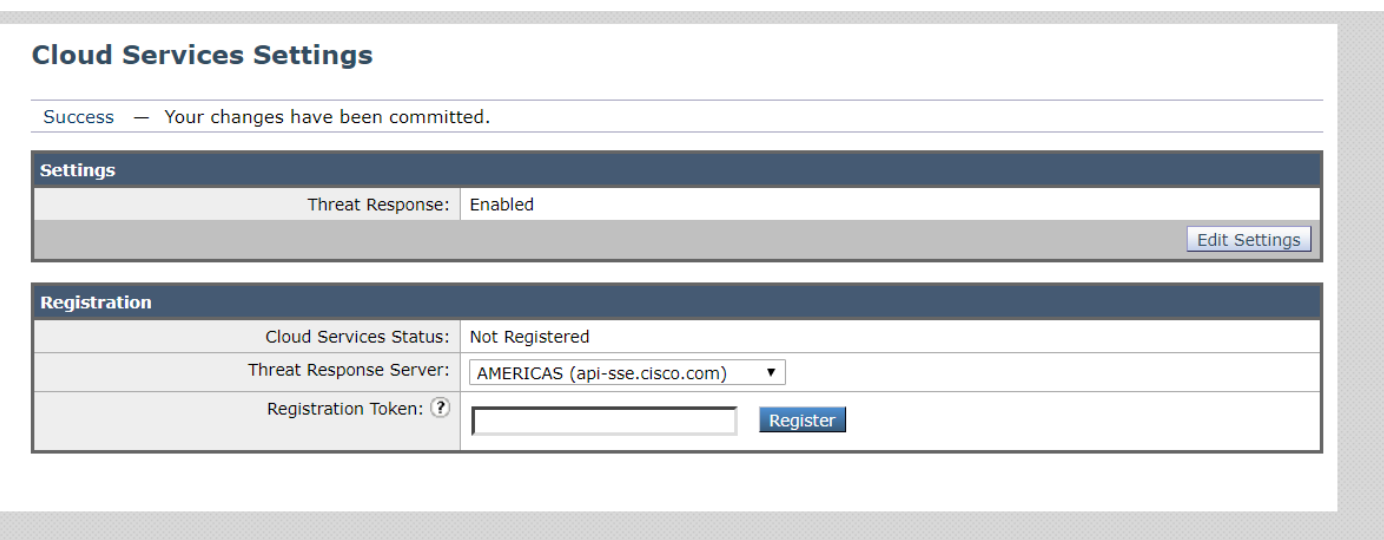 Cloud Services Settings
Success — Your changes have been committed.
Settings
Threat Response: Enabled
Edit Settings
Registration
Cloud Services Status: Not Registered
Threat Response Server: AMERICAS (api-sse.cisco.com) ▼
Registration Token: ? Register